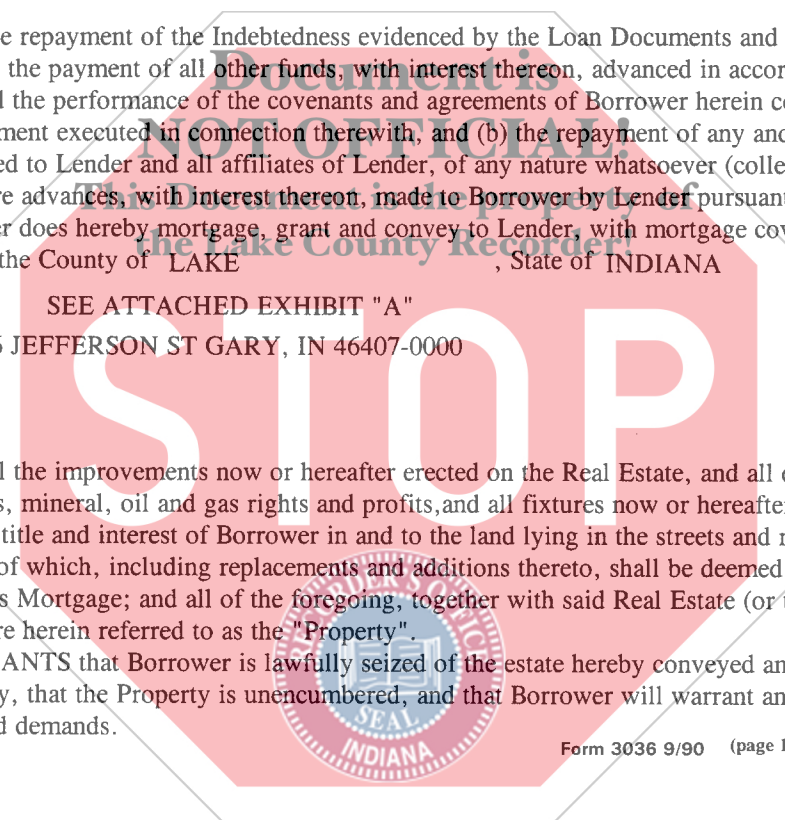 e repayment of the Indebtedness evidenced by the Loan Documents and
Document is
the payment of all other funds, with interest thereon, advanced in accor
the performance of the covenants and agreements of Borrower herein c
NOT OFFICIAL!
ment executed in connection therewith, and (b) the repayment of any and
ed to Lender and all affiliates of Lender, of any nature whatsoever (colle
This Document is the property of
re advances, with interest thereon, made to Borrower by Lender pursuant
er does hereby mortgage, grant and convey to Lender, with mortgage cov
the Lake County Recorder!
the County of LAKE , State of INDIANA
SEE ATTACHED EXHIBIT "A"
JEFFERSON ST GARY, IN 46407-0000
STOP
l the improvements now or hereafter erected on the Real Estate, and all
s, mineral, oil and gas rights and profits,and all fixtures now or hereafter
title and interest of Borrower in and to the land lying in the streets and
of which, including replacements and additions thereto, shall be deemed
s Mortgage; and all of the foregoing, together with said Real Estate (or
re herein referred to as the "Property".
ANTS that Borrower is lawfully seized of the estate hereby conveyed an
y, that the Property is unencumbered, and that Borrower will warrant an
d demands.
RECORDER'S OFFICE
SEAL
INDIANA
Form 3036 9/90 (page 1